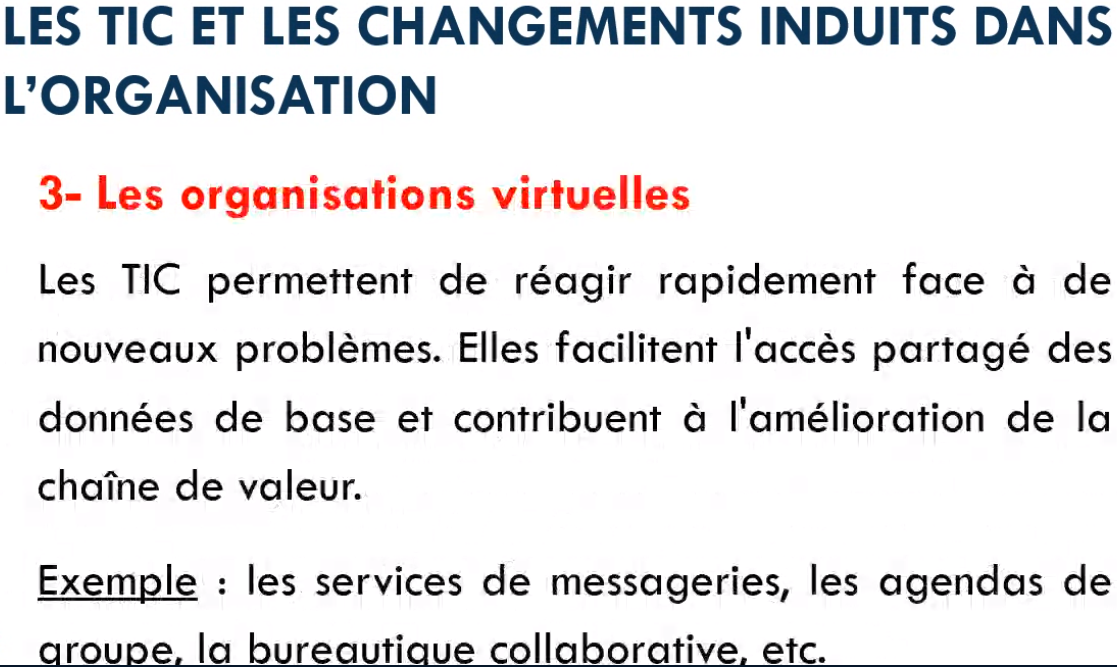 LES TIC ET LES CHANGEMENTS INDUITS DANS
L’ORGANISATION
3- Les organisations virtuelles
Les TIC permettent de réagir rapidement face à de
nouveaux problèmes. Elles facilitent l'accès partagé des
données de base et contribuent à l'amélioration de la
chaîne de valeur.
Exemple : les services de messageries, les agendas de
groupe, la bureautique collaborative, etc.